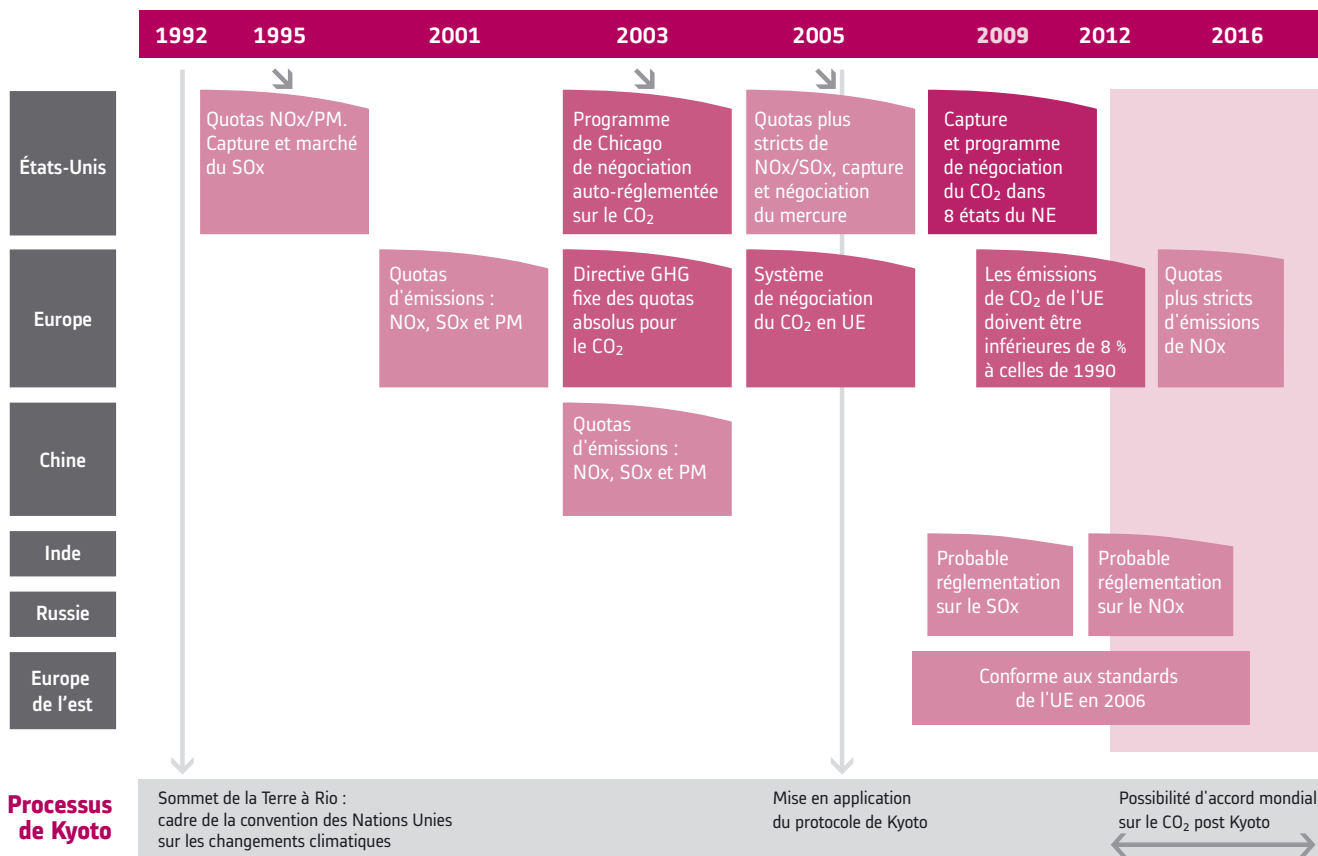 1992 1995 2001 2003 2005 2009 2012 2016
États-Unis
Quotas NOx/PM.
Capture et marché
du SOx
Programme
de Chicago
de négociation
auto-réglementée
sur le CO₂
Quotas plus
stricts de
NOx/SOx, capture
et négociation
du mercure
Capture
et programme
de négociation
du CO₂ dans
8 états du NE
Europe
Quotas
d'émissions :
NOx, SOx et PM
Directive GHG
fixe des quotas
absolus pour
le CO₂
Système
de négociation
du CO₂ en UE
Les émissions
de CO₂ de l'UE
doivent être
inférieures de 8 %
à celles de 1990
Quotas
plus stricts
d'émissions
de NOx
Chine
Quotas
d'émissions :
NOx, SOx et PM
Inde
Russie
Probable
réglementation
sur le SOx
Probable
réglementation
sur le NOx
Europe
de l'est
Conforme aux standards
de l'UE en 2006
Processus
de Kyoto
Sommet de la Terre à Rio :
cadre de la convention des Nations Unies
sur les changements climatiques
Mise en application
du protocole de Kyoto
Possibilité d'accord mondial
sur le CO₂ post Kyoto